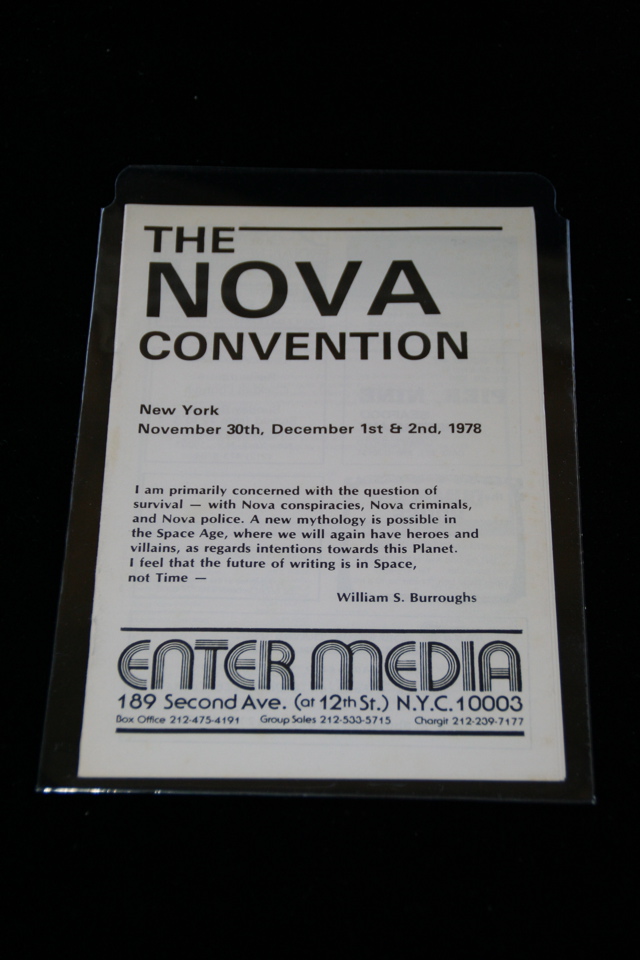 THE
NOVA
CONVENTION
New York
November 30th, December 1st & 2nd, 1978
I am primarily concerned with the question of
survival — with Nova conspiracies, Nova criminals,
and Nova police. A new mythology is possible in
the Space Age, where we will again have heroes and
villains, as regards intentions towards this Planet.
I feel that the future of writing is in Space,
not Time —
William S. Burroughs
ENTER MEDIA
189 Second Ave. (at 12th St.) N.Y.C. 10003
Box Office 212-475-4191 Group Sales 212-533-5715 Chargit 212-239-7177